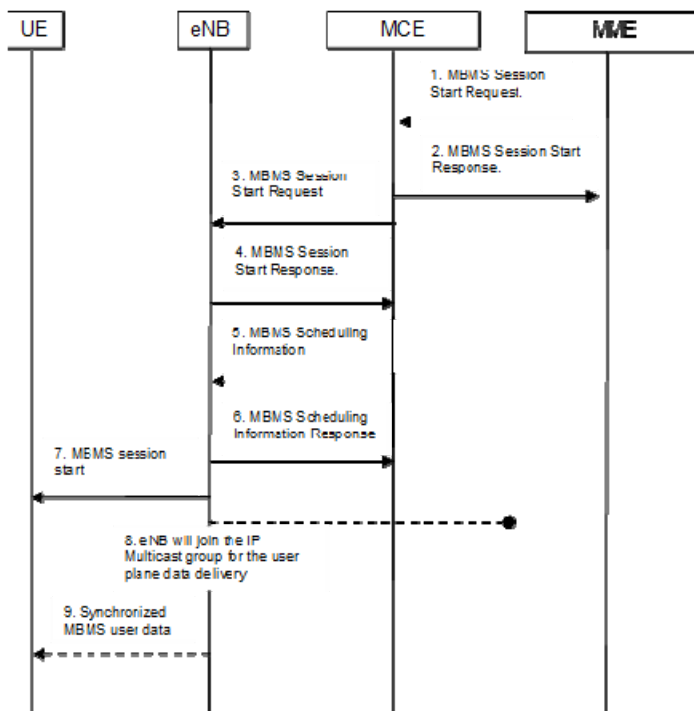 UE
eNB
MCE
MME
1. MBMS Session
Start Request.
2. MBMS Session Start
Response.
3. MBMS Session
Start Request
4. MBMS Session
Start Response.
5. MBMS Scheduling
Information
6. MBMS Scheduling
Information Response
7. MBMS session
start
8. eNB will join the IP
Multicast group for the user
plane data delivery
9. Synchronized
MBMS user data